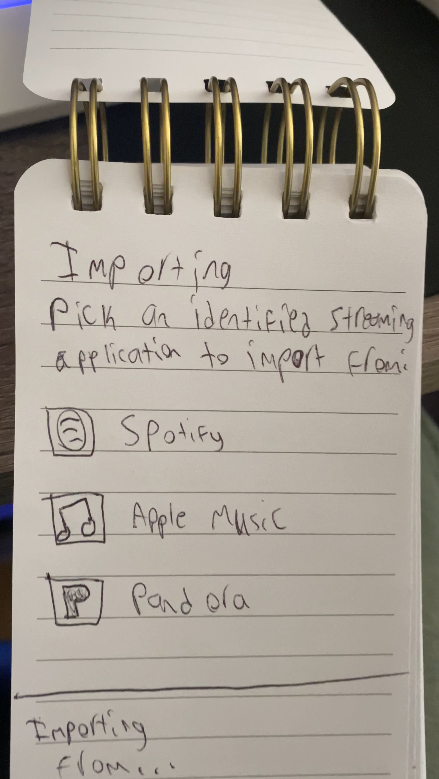 Importing
Pick an identified streaming
application to import from:
Spotify
Apple Music
P Pandora
Importing
From...